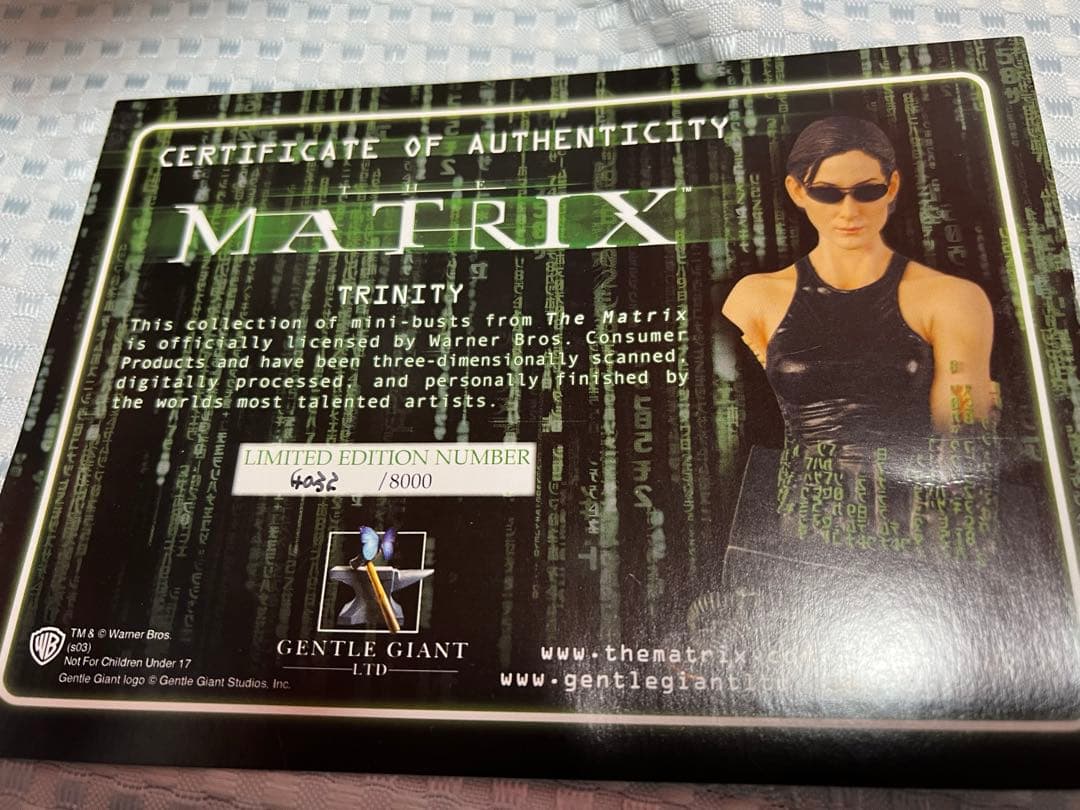 CERTIFICATE OF AUTHENTICITY
THE
MATRIX™
TRINITY
This collection of mini-busts from The Matrix
is officially licensed by Warner Bros. Consumer
Products and have been three-dimensionally scanned,
digitally processed, and personally finished by
the worlds most talented artists.
LIMITED EDITION NUMBER
4032 /8000
GENTLE GIANT
LTD
WB
TM & © Warner Bros.
(s03)
Not For Children Under 17
Gentle Giant logo © Gentle Giant Studios, Inc.
www.thematrix.
www.gentlegiantl